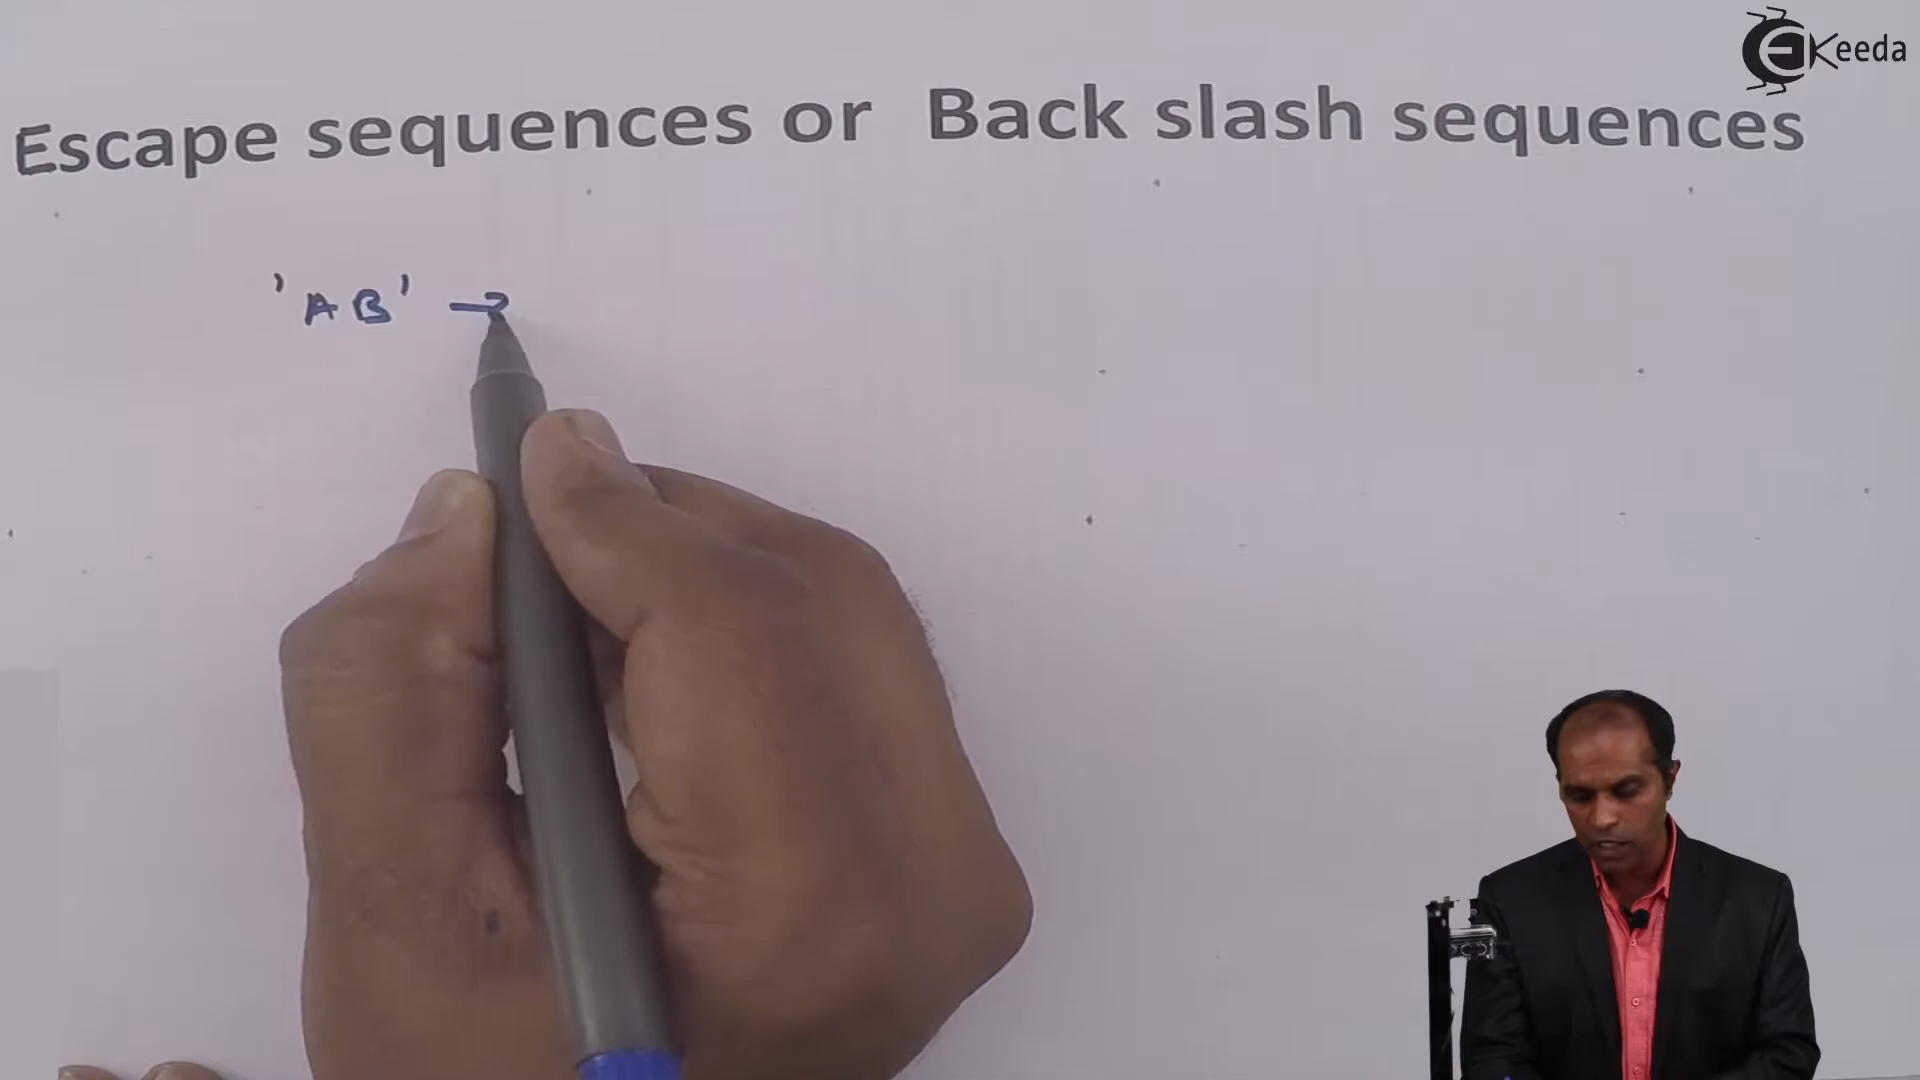 Keeda
Escape sequences or Back slash sequences
'AB' →